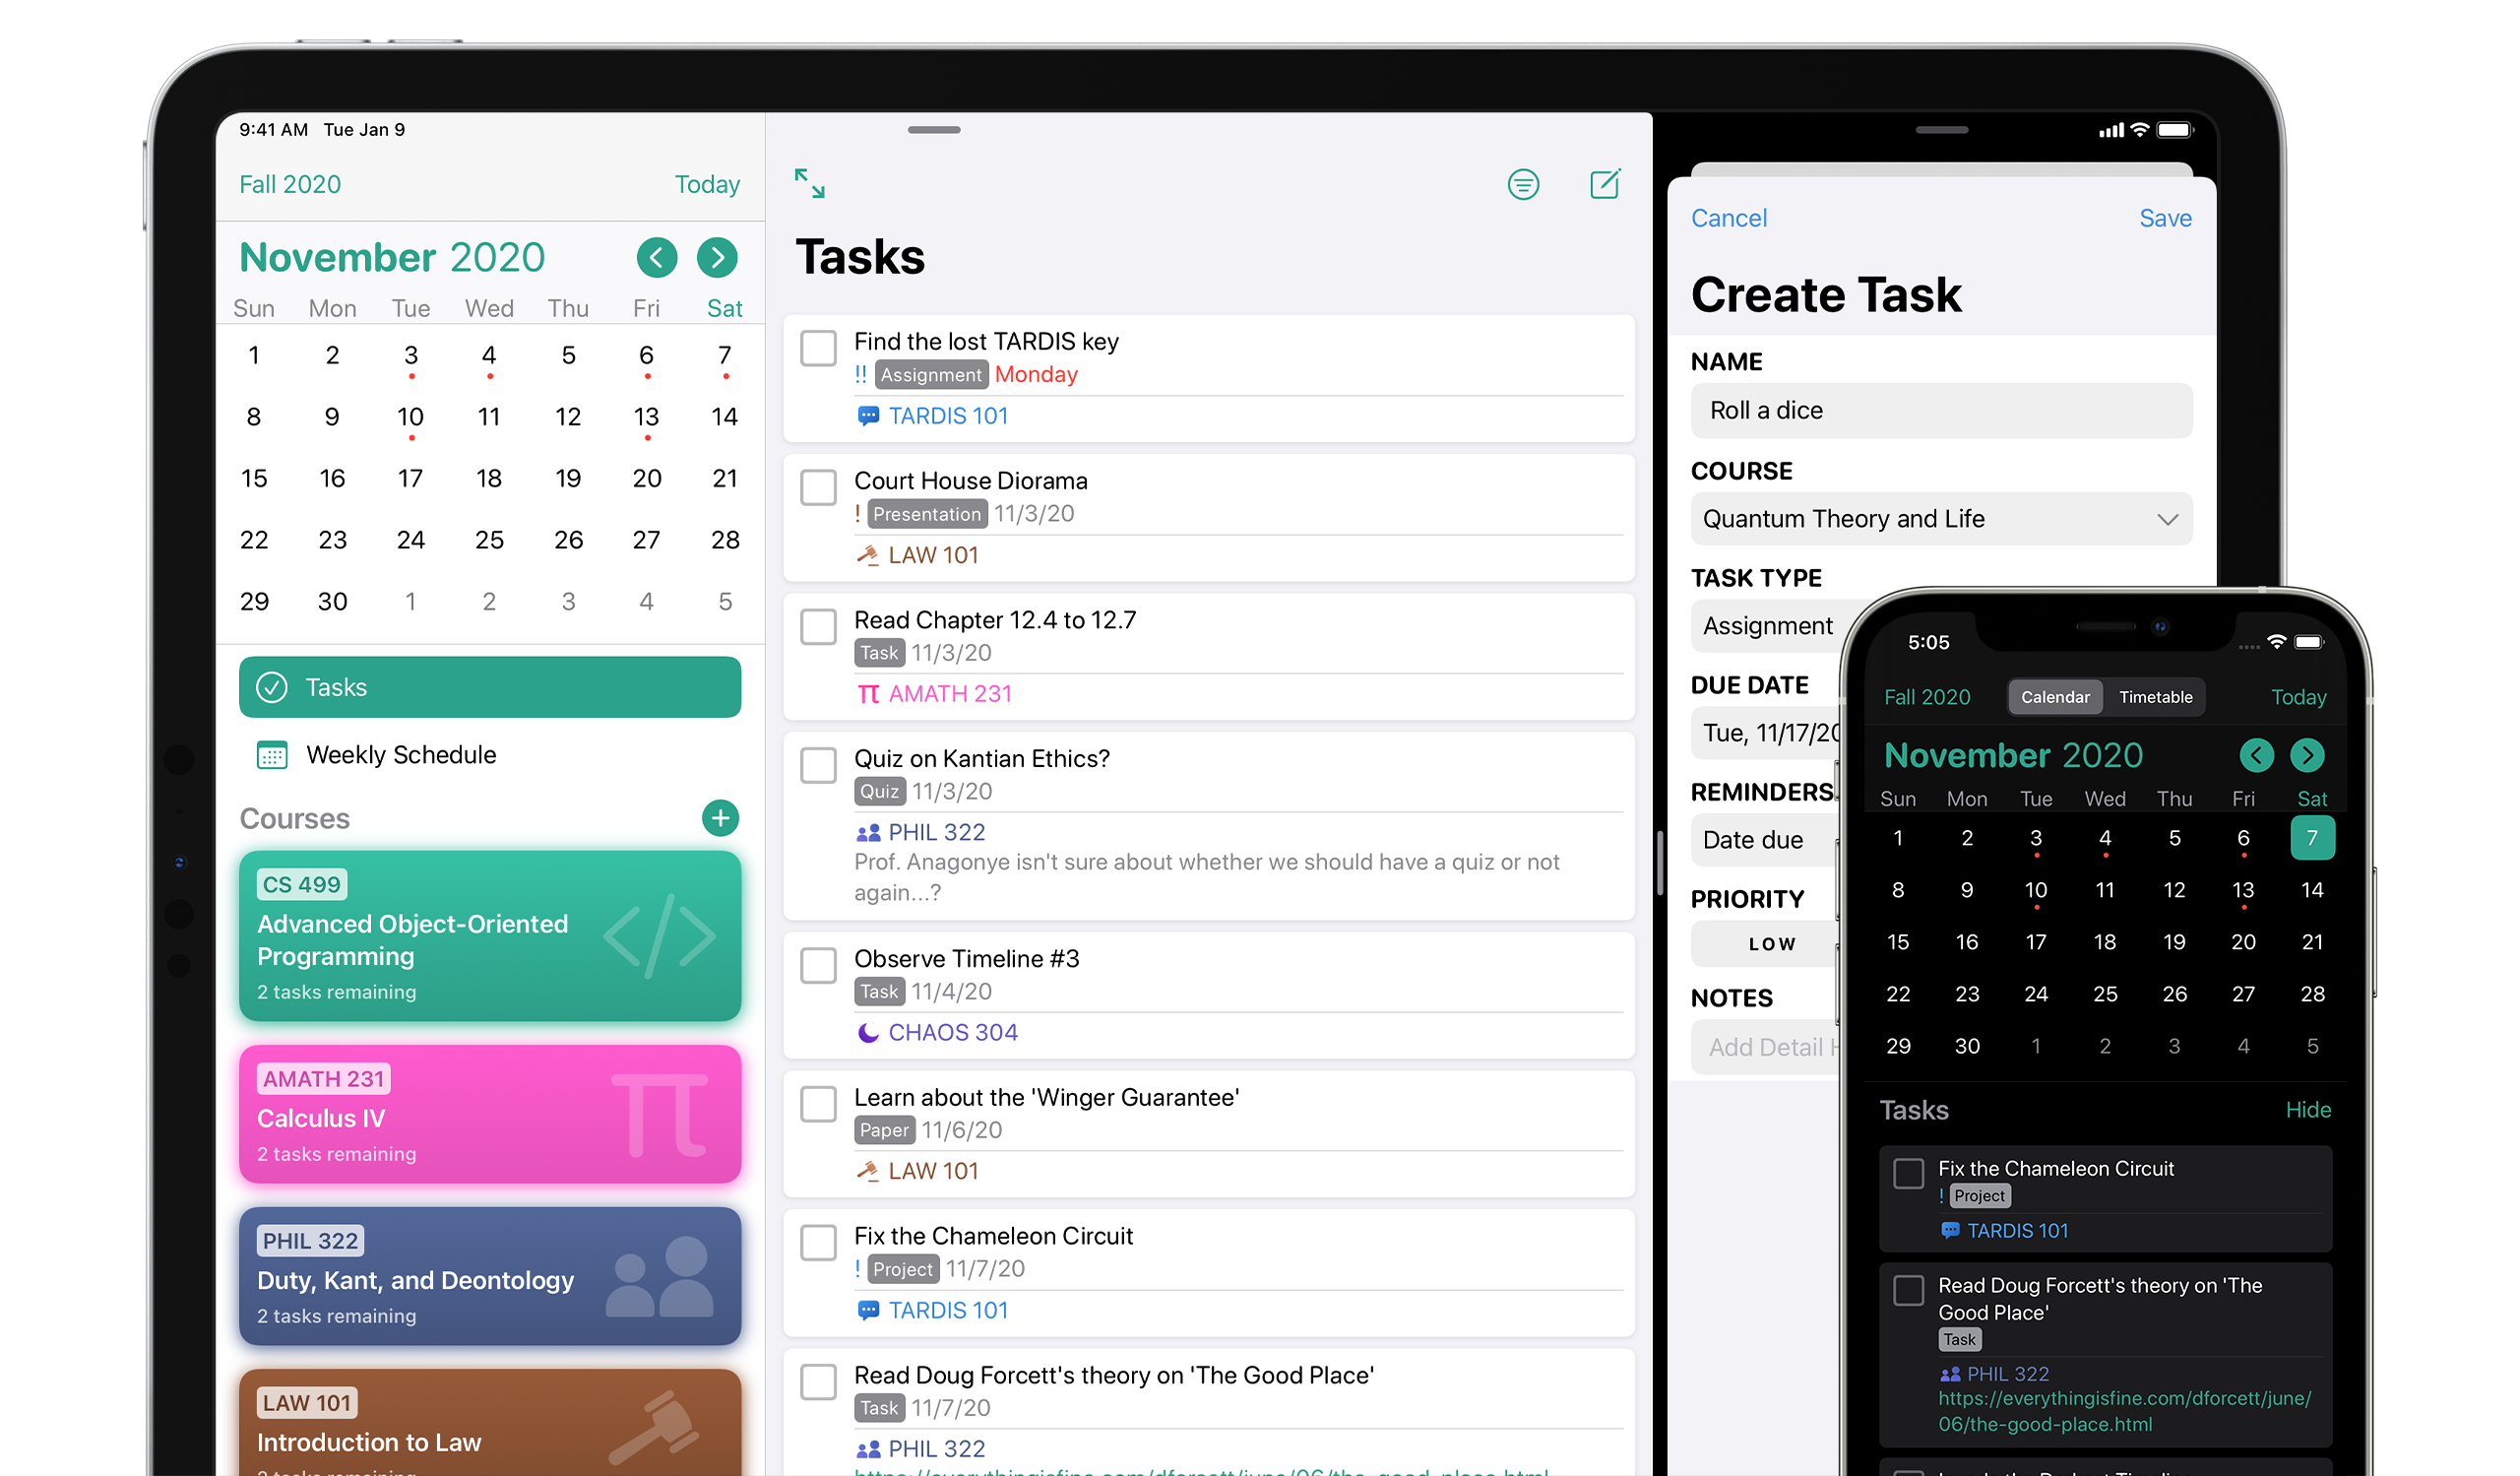 9:41 AM Tue Jan 9
Fall 2020 Today
November 2020
Sun Mon Tue Wed Thu Fri Sat
1 2 3 4 5 6 7
8 9 10 11 12 13 14
15 16 17 18 19 20 21
22 23 24 25 26 27 28
29 30 1 2 3 4 5
Tasks
Weekly Schedule
Courses
CS 499
Advanced Object-Oriented
Programming
2 tasks remaining
AMATH 231
Calculus IV
2 tasks remaining
PHIL 322
Duty, Kant, and Deontology
2 tasks remaining
LAW 101
Introduction to Law
Tasks
Find the lost TARDIS key
!! Assignment Monday
TARDIS 101
Court House Diorama
! Presentation 11/3/20
LAW 101
Read Chapter 12.4 to 12.7
Task 11/3/20
AMATH 231
Quiz on Kantian Ethics?
Quiz 11/3/20
PHIL 322
Prof. Anagonye isn't sure about whether we should have a quiz or not
again...?
Observe Timeline #3
Task 11/4/20
CHAOS 304
Learn about the 'Winger Guarantee'
Paper 11/6/20
LAW 101
Fix the Chameleon Circuit
! Project 11/7/20
TARDIS 101
Read Doug Forcett's theory on 'The Good Place'
Task 11/7/20
PHIL 322
https://everythingisfine.com/dforcett/june/06/the-good-place.html
Cancel Save
Create Task
NAME
Roll a dice
COURSE
Quantum Theory and Life
TASK TYPE
Assignment
DUE DATE
Tue, 11/17/20
REMINDERS
Date due
PRIORITY
LOW
NOTES
Add Detail
5:05
Fall 2020 Calendar Timetable Today
November 2020
Sun Mon Tue Wed Thu Fri Sat
1 2 3 4 5 6 7
8 9 10 11 12 13 14
15 16 17 18 19 20 21
22 23 24 25 26 27 28
29 30 1 2 3 4 5
Tasks Hide
Fix the Chameleon Circuit
! Project
TARDIS 101
Read Doug Forcett's theory on 'The
Good Place'
Task
PHIL 322
https://everythingisfine.com/dforcett/june/
06/the-good-place.html